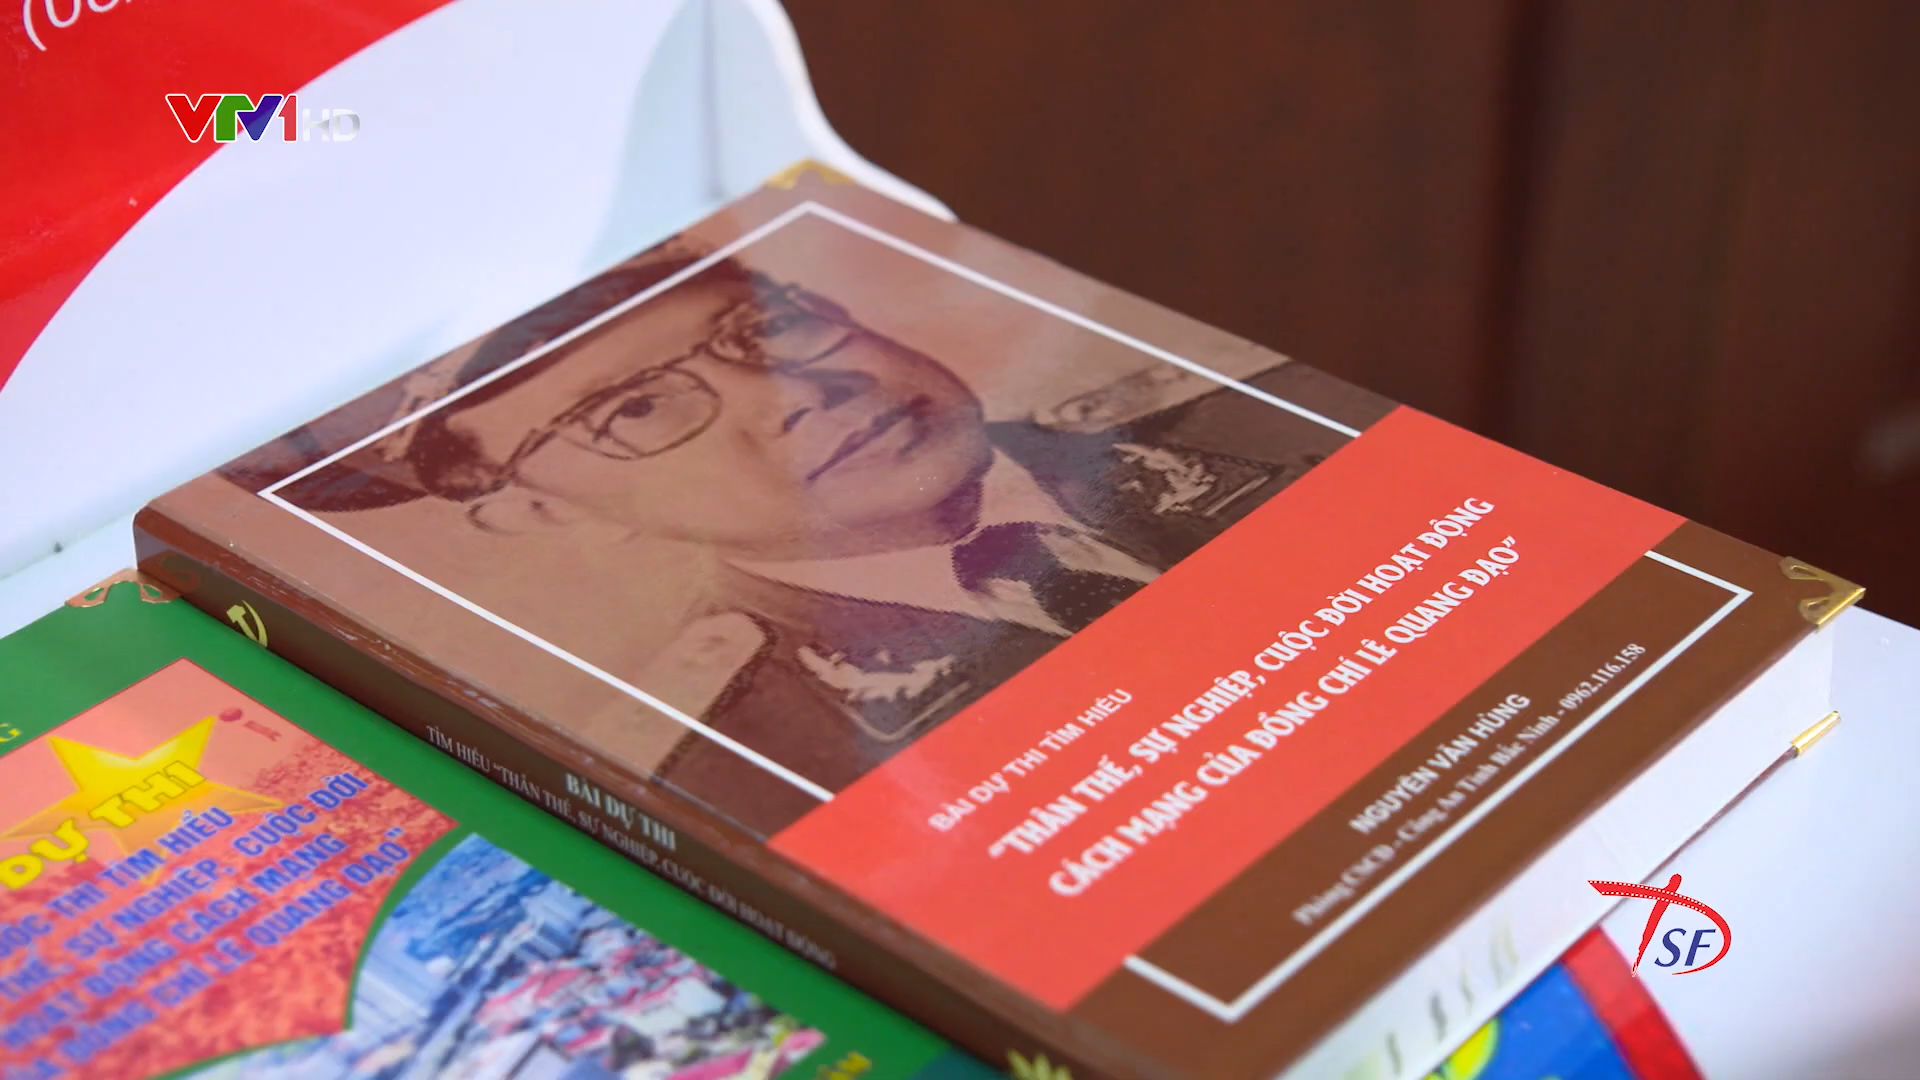 VTV1 HD
BÀI DỰ THI TÌM HIỂU
“THÂN THẾ, SỰ NGHIỆP, CUỘC ĐỜI HOẠT ĐỘNG
CÁCH MẠNG CỦA ĐỒNG CHÍ LÊ QUANG ĐẠO”
NGUYỄN VĂN HÙNG
Phòng CSCĐ - Công An Tỉnh Bắc Ninh - 0962.116.158
BÀI DỰ THI
TÌM HIỂU “THÂN THẾ, SỰ NGHIỆP, CUỘC ĐỜI HOẠT ĐỘNG
DỰ THI
CUỘC THI TÌM HIỂU
THẾ, SỰ NGHIỆP, CUỘC ĐỜI
HOẠT ĐỘNG CÁCH MẠNG
ĐỒNG CHÍ LÊ QUANG ĐẠO”
TSF